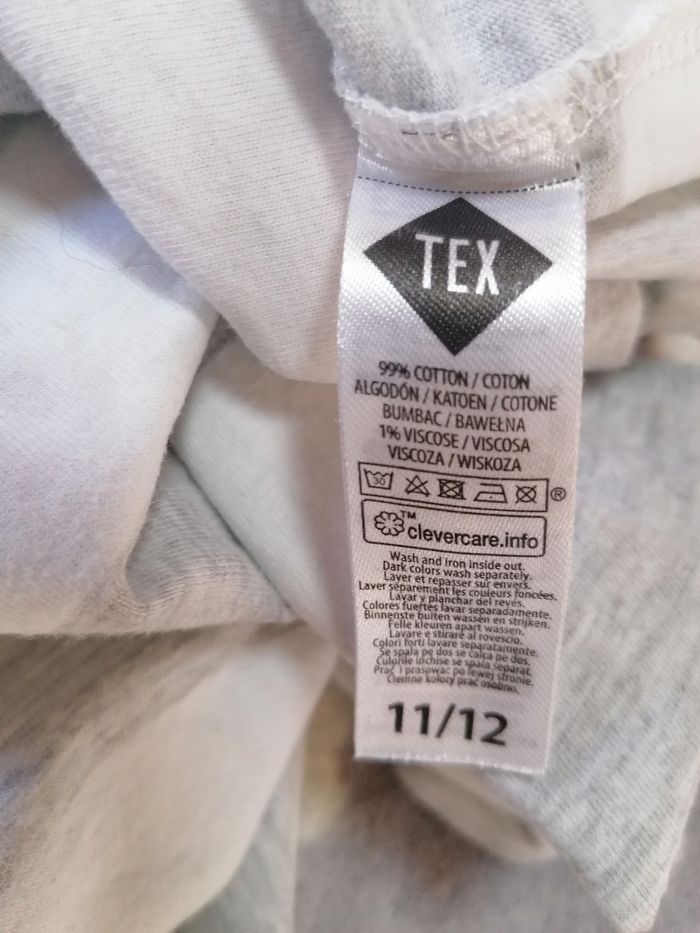 TEX
99% COTTON / COTON
ALGODÓN / KATOEN / COTONE
BUMBAC / BAWEŁNA
1% VISCOSE / VISCOSA
VISCOZA / WISKOZA
30 ®
TM clevercare.info
Wash and iron inside out.
Dark colors wash separately.
Laver et repasser sur envers.
Laver séparement les couleurs foncées.
Lavar y planchar del revés.
Colores fuertes lavar separadamente.
Binnenste buiten wassen en strijken.
Felle kleuren apart wassen.
Lavare e stirare al rovescio.
Colori forti lavare separatamente.
Se spala pe dos se calca pe dos.
Culorile inchise se spala separat.
Prać i prasować po lewej stronie.
Ciemne kolory prać osobno.
11/12